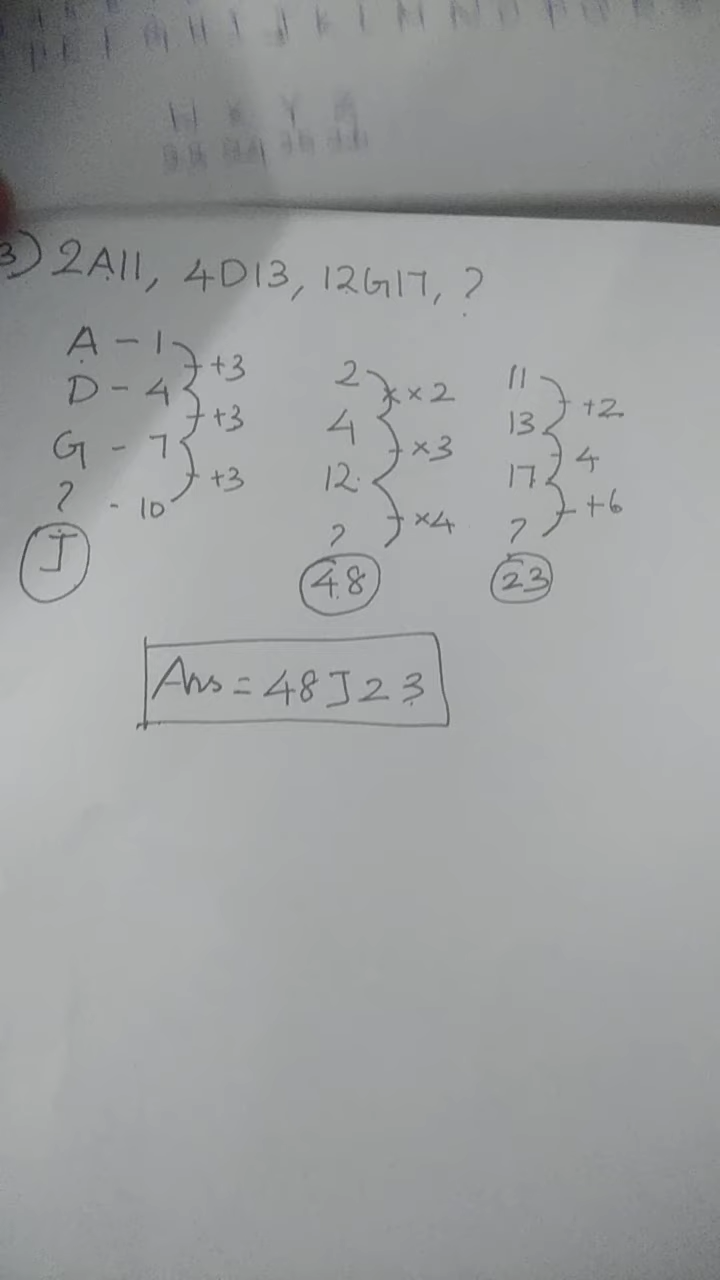 3) 2A11, 4D13, 12G17, ?
A - 1 +3
D - 4 +3
G - 7 +3
? - 10
J
2 × 2
4 ×3
12 ×4
?
48
11 +2
13 4
17 +6
?
23
Ans = 48J23